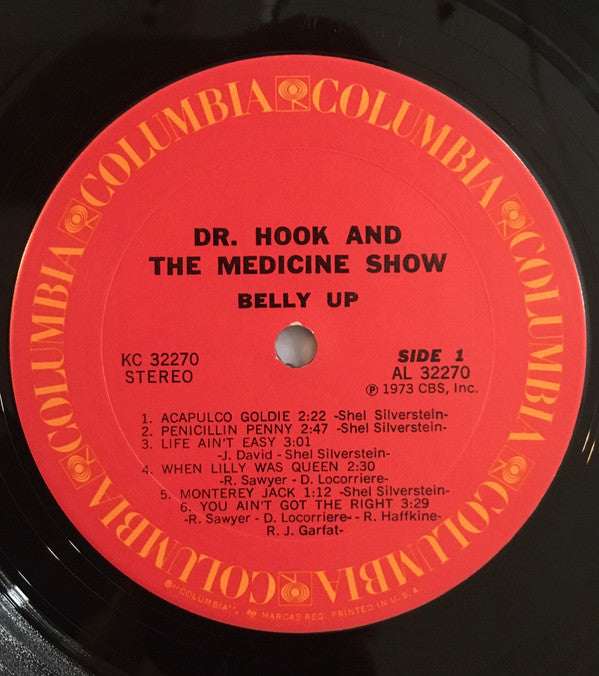 COLUMBIA COLUMBIA COLUMBIA COLUMBIA COLUMBIA COLUMBIA
DR. HOOK AND
THE MEDICINE SHOW
BELLY UP
KC 32270
STEREO
SIDE 1
AL 32270
Ⓟ 1973 CBS, Inc.
1. ACAPULCO GOLDIE 2:22 -Shel Silverstein-
2. PENICILLIN PENNY 2:47 -Shel Silverstein-
3. LIFE AIN'T EASY 3:01
-J. David - Shel Silverstein-
4. WHEN LILLY WAS QUEEN 2:30
-R. Sawyer - D. Locorriere-
5. MONTEREY JACK 1:12 -Shel Silverstein-
6. YOU AIN'T GOT THE RIGHT 3:29
-R. Sawyer - D. Locorriere- - R. Haffkine-
R. J. Garfat-
"COLUMBIA", MARCAS REG. PRINTED IN U.S.A.